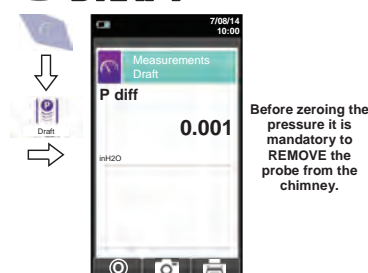 7/08/14
10:00
Measurements
Draft
P diff
0.001
inH2O
P
Draft
Before zeroing the
pressure it is
mandatory to
REMOVE the
probe from the
chimney.